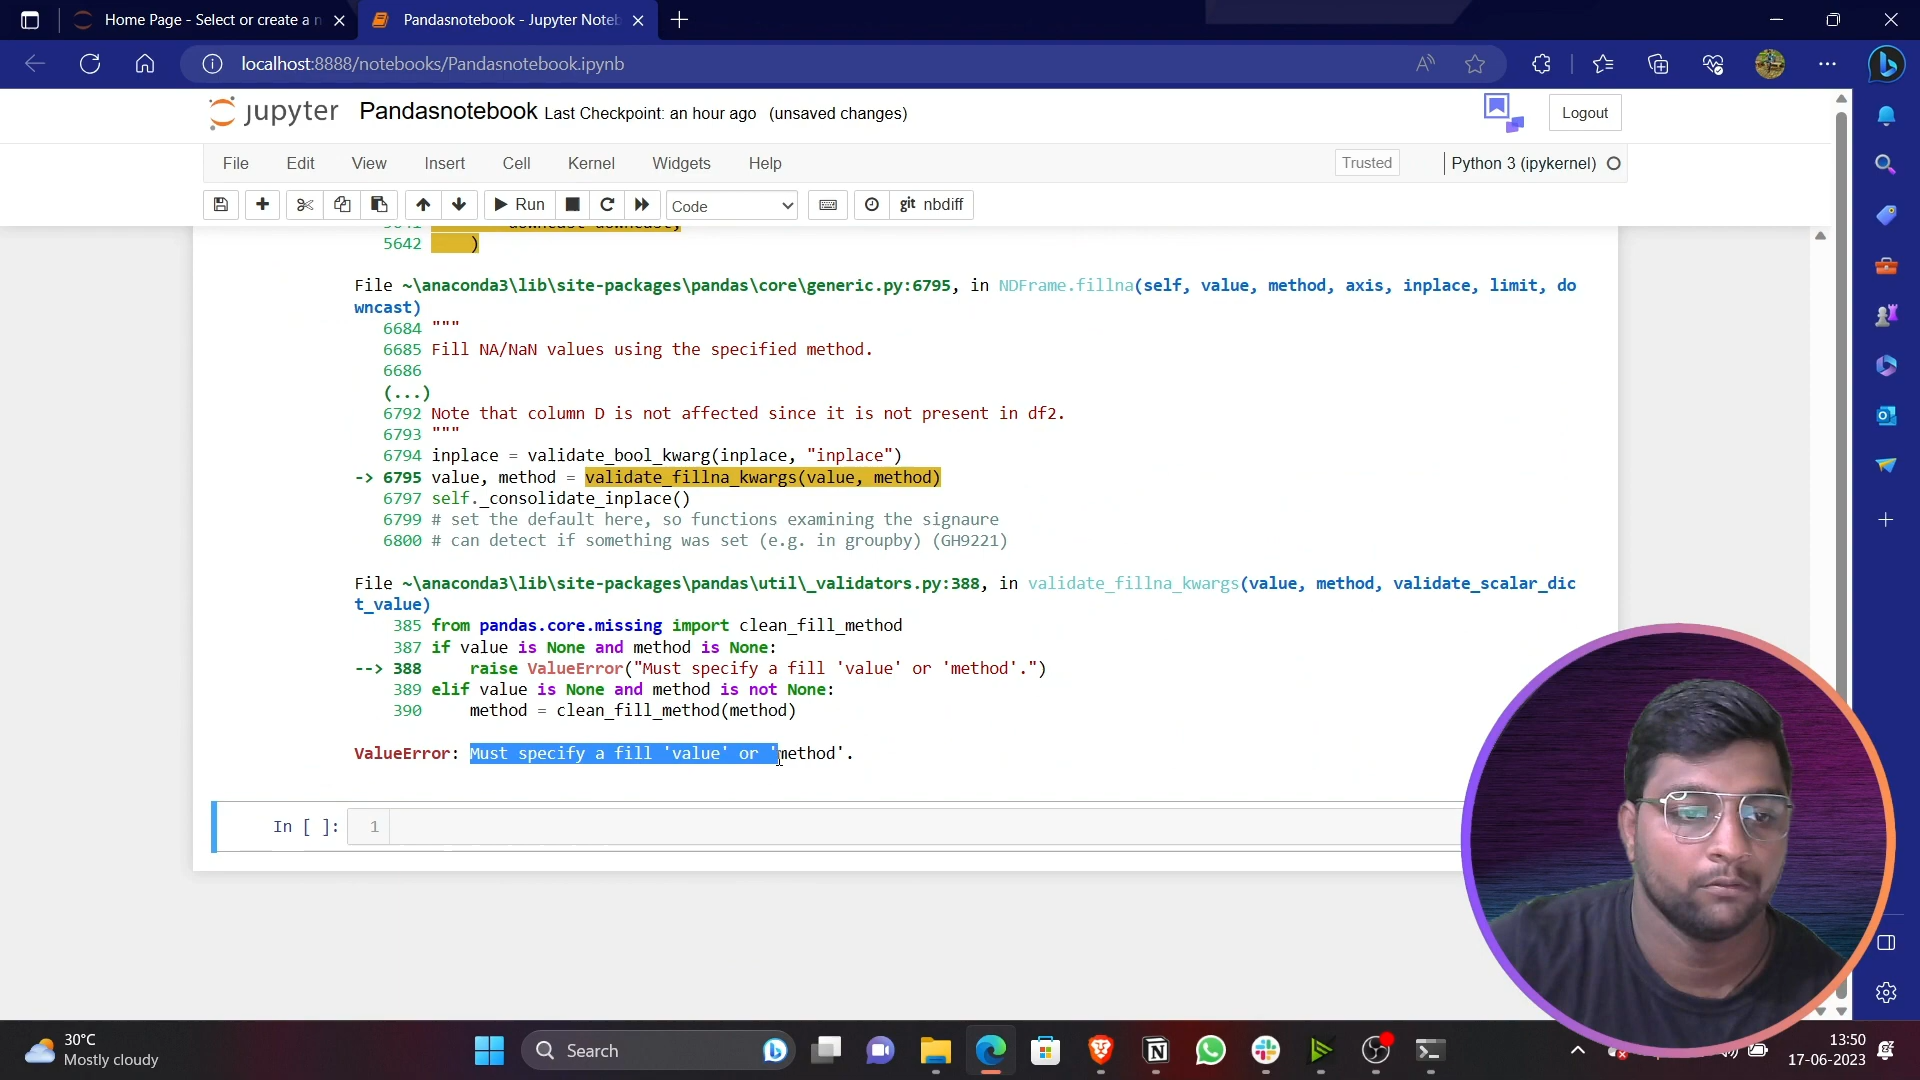 Home Page - Select or create a n
Pandasnotebook - Jupyter Noteb
localhost:8888/notebooks/Pandasnotebook.ipynb
jupyter Pandasnotebook Last Checkpoint: an hour ago (unsaved changes)
Logout
File Edit View Insert Cell Kernel Widgets Help
Trusted
Python 3 (ipykernel)
Run
Code
git nbdiff
5642 )
File ~\anaconda3\lib\site-packages\pandas\core\generic.py:6795, in NDFrame.fillna(self, value, method, axis, inplace, limit, do
wncast)
6684 """
6685 Fill NA/NaN values using the specified method.
6686
(...)
6792 Note that column D is not affected since it is not present in df2.
6793 """
6794 inplace = validate_bool_kwarg(inplace, "inplace")
-> 6795 value, method = validate_fillna_kwargs(value, method)
6797 self._consolidate_inplace()
6799 # set the default here, so functions examining the signaure
6800 # can detect if something was set (e.g. in groupby) (GH9221)
File ~\anaconda3\lib\site-packages\pandas\util\_validators.py:388, in validate_fillna_kwargs(value, method, validate_scalar_dic
t_value)
385 from pandas.core.missing import clean_fill_method
387 if value is None and method is None:
--> 388 raise ValueError("Must specify a fill 'value' or 'method'.")
389 elif value is None and method is not None:
390 method = clean_fill_method(method)
ValueError: Must specify a fill 'value' or 'method'.
In [ ]: 1
30°C
Mostly cloudy
Search
13:50
17-06-2023